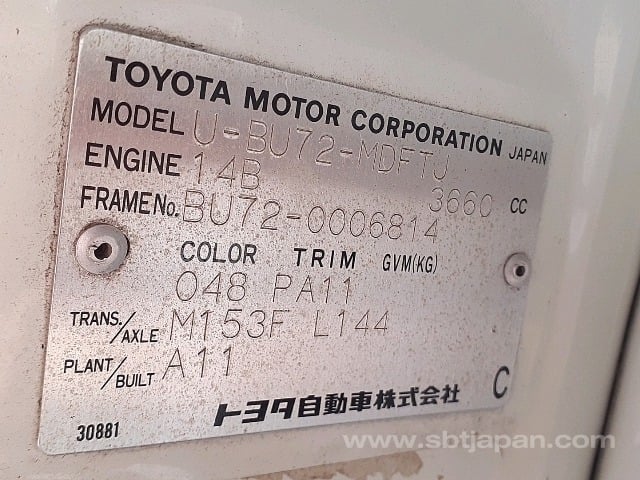 TOYOTA MOTOR CORPORATION JAPAN
MODEL U-BU72-MDFTJ
ENGINE 14B 3660 CC
FRAME No. BU72-0006814
COLOR TRIM GVM(KG)
048 PA11
TRANS./AXLE M153F L144
PLANT/BUILT A11
トヨタ自動車株式会社 C
30881
www.sbtjapan.com